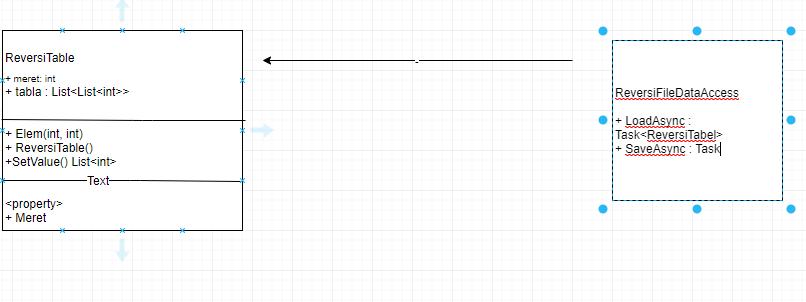 ReversiTable
+ meret: int
+ tabla : List<List<int>>
+ Elem(int, int)
+ ReversiTable()
+SetValue() List<int>
Text
<property>
+ Meret
ReversiFileDataAccess
+ LoadAsync :
Task<ReversiTabel>
+ SaveAsync : Task